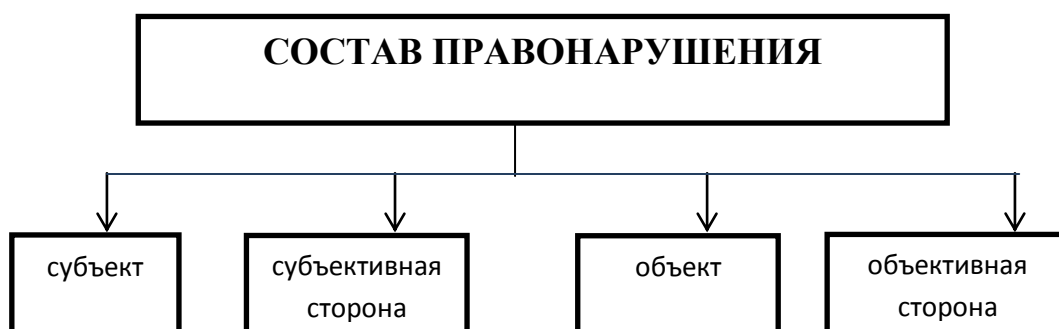 СОСТАВ ПРАВОНАРУШЕНИЯ
субъект
субъективная
сторона
объект
объективная
сторона